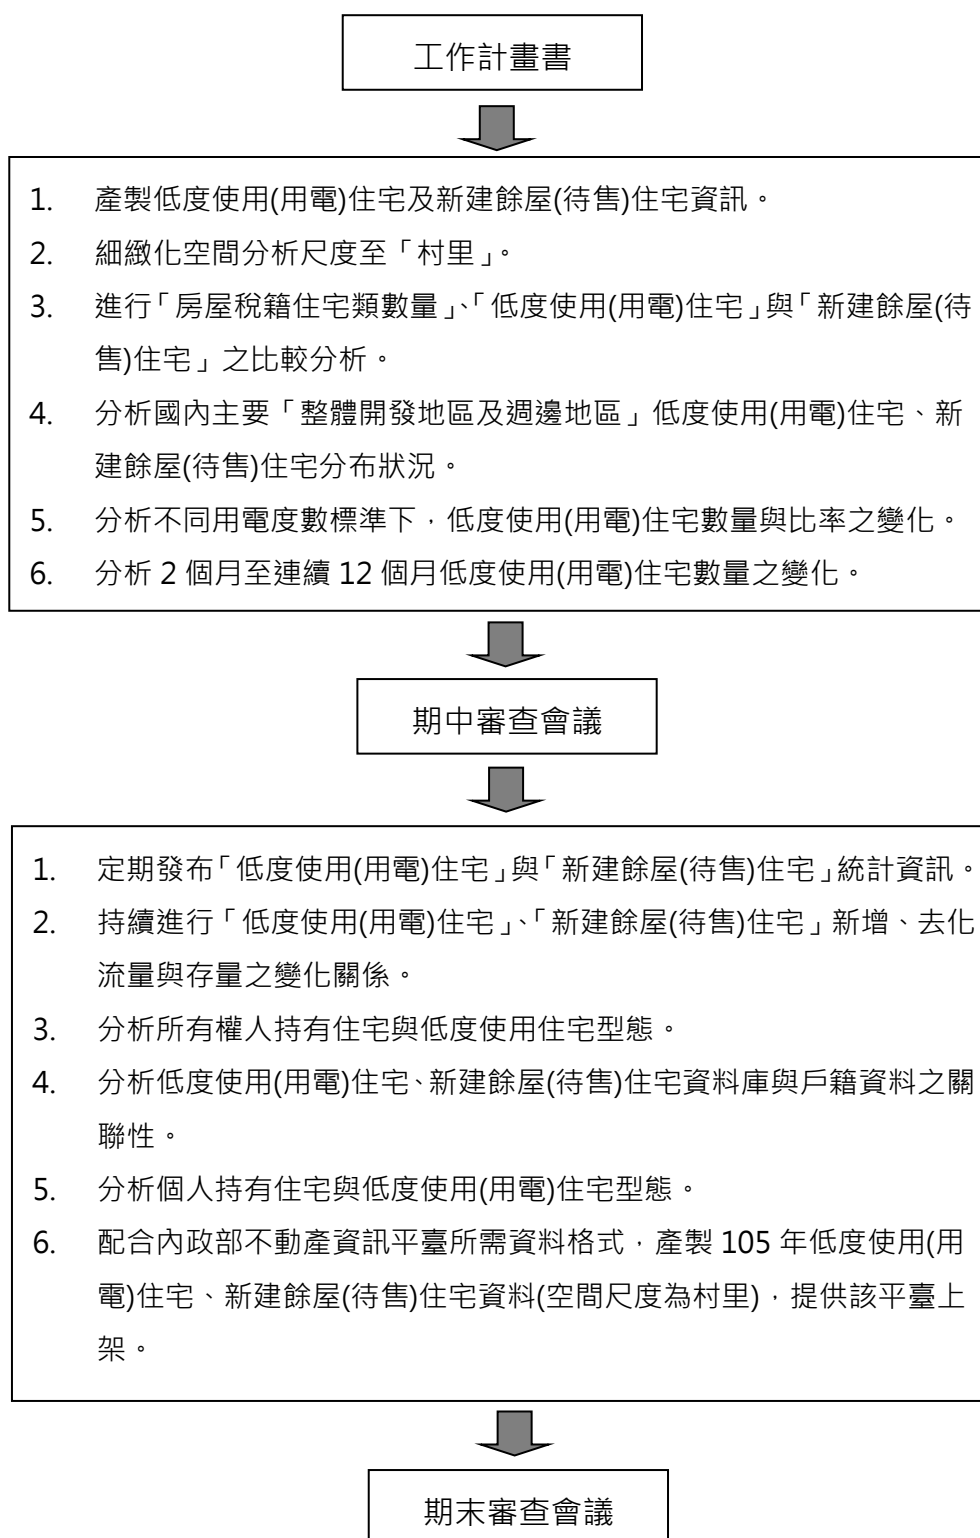 工作計畫書
1. 產製低度使用(用電)住宅及新建餘屋(待售)住宅資訊。
2. 細緻化空間分析尺度至「村里」。
3. 進行「房屋稅籍住宅類數量」、「低度使用(用電)住宅」與「新建餘屋(待
售)住宅」之比較分析。
4. 分析國內主要「整體開發地區及週邊地區」低度使用(用電)住宅、新
建餘屋(待售)住宅分布狀況。
5. 分析不同用電度數標準下，低度使用(用電)住宅數量與比率之變化。
6. 分析 2 個月至連續 12 個月低度使用(用電)住宅數量之變化。
期中審查會議
1. 定期發布「低度使用(用電)住宅」與「新建餘屋(待售)住宅」統計資訊。
2. 持續進行「低度使用(用電)住宅」、「新建餘屋(待售)住宅」新增、去化
流量與存量之變化關係。
3. 分析所有權人持有住宅與低度使用住宅型態。
4. 分析低度使用(用電)住宅、新建餘屋(待售)住宅資料庫與戶籍資料之關
聯性。
5. 分析個人持有住宅與低度使用(用電)住宅型態。
6. 配合內政部不動產資訊平臺所需資料格式，產製 105 年低度使用(用
電)住宅、新建餘屋(待售)住宅資料(空間尺度為村里)，提供該平臺上
架。
期末審查會議